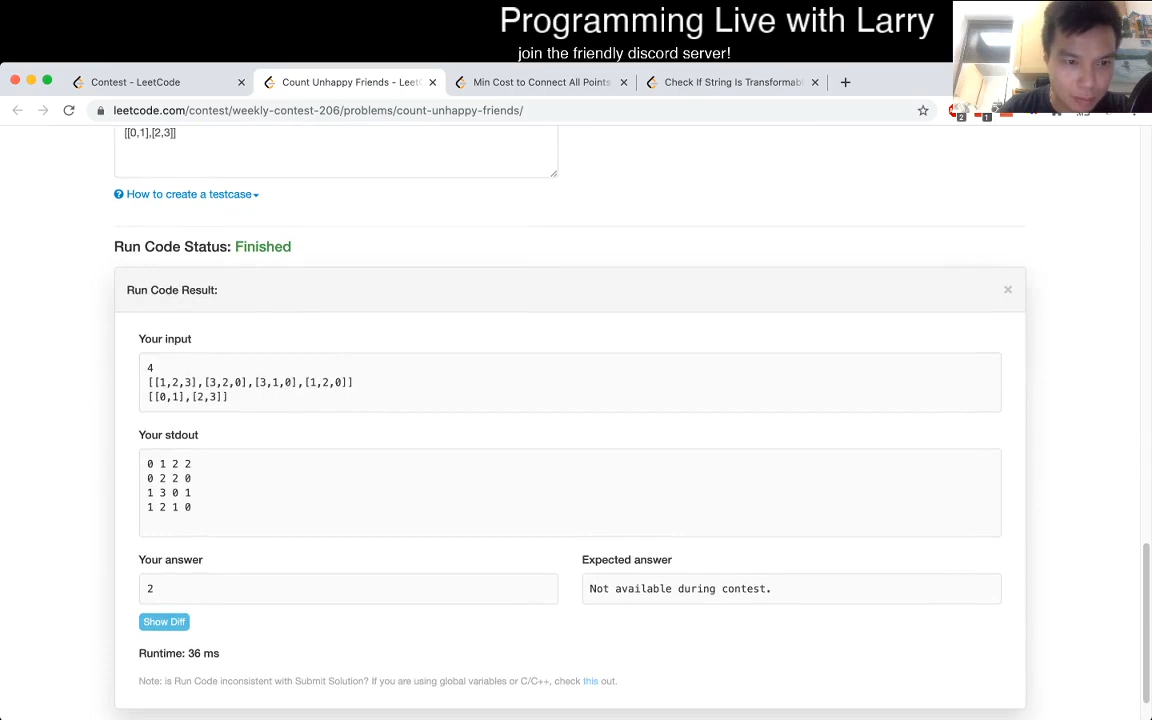 Programming Live with Larry
join the friendly discord server!
Contest - LeetCode
Count Unhappy Friends - LeetC
Min Cost to Connect All Points
Check If String Is Transformab
leetcode.com/contest/weekly-contest-206/problems/count-unhappy-friends/
2
1
[[0,1],[2,3]]
How to create a testcase
Run Code Status: Finished
Run Code Result:
Your input
4
[[1,2,3],[3,2,0],[3,1,0],[1,2,0]]
[[0,1],[2,3]]
Your stdout
0 1 2 2
0 2 2 0
1 3 0 1
1 2 1 0
Your answer
Expected answer
2
Not available during contest.
Show Diff
Runtime: 36 ms
Note: is Run Code inconsistent with Submit Solution? If you are using global variables or C/C++, check this out.